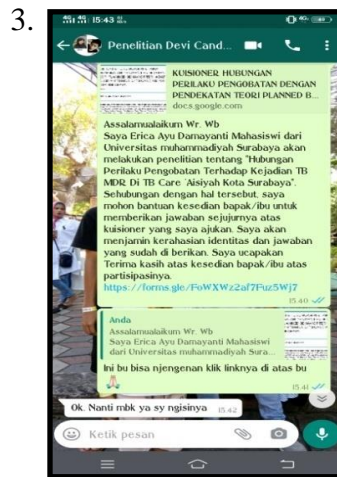 3.
15:43
Penelitian Devi Cand...
KUISIONER HUBUNGAN
PERILAKU PENGOBATAN DENGAN
PENDEKATAN TEORI PLANNED B...
docs.google.com
Assalamualaikum Wr. Wb
Saya Erica Ayu Damayanti Mahasiswi dari
Universitas muhammadiyah Surabaya akan
melakukan penelitian tentang "Hubungan
Perilaku Pengobatan Terhadap Kejadian TB
MDR Di TB Care 'Aisiyah Kota Surabaya".
Sehubungan dengan hal tersebut, saya
mohon bantuan kesedian bapak/ibu untuk
memberikan jawaban sejujurnya atas
kuisioner yang saya ajukan. Saya akan
menjamin kerahasian identitas dan jawaban
yang sudah di berikan. Saya ucapakan
Terima kasih atas kesedian bapak/ibu atas
partisipasinya.
https://forms.gle/FoWXWz2af7Fuz5Wj7
15.40
Anda
Assalamualaikum Wr. Wb
Saya Erica Ayu Damayanti Mahasiswi
dari Universitas muhammadiyah Sura...
Ini bu bisa njengenan klik linknya di atas bu
15.41
Ok. Nanti mbk ya sy ngisinya 15.42
Ketik pesan